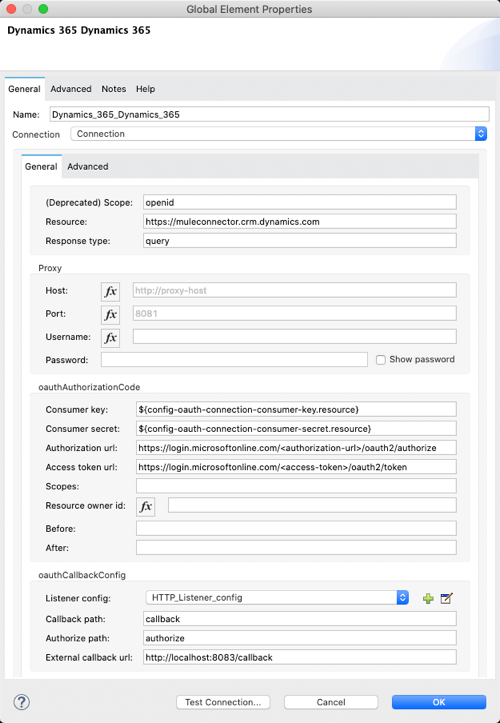 Global Element Properties
Dynamics 365 Dynamics 365
General Advanced Notes Help
Name: Dynamics_365_Dynamics_365
Connection Connection
General Advanced
(Deprecated) Scope: openid
Resource: https://muleconnector.crm.dynamics.com
Response type: query
Proxy
Host: fx http://proxy-host
Port: fx 8081
Username: fx
Password: Show password
oauthAuthorizationCode
Consumer key: ${config-oauth-connection-consumer-key.resource}
Consumer secret: ${config-oauth-connection-consumer-secret.resource}
Authorization url: https://login.microsoftonline.com/<authorization-url>/oauth2/authorize
Access token url: https://login.microsoftonline.com/<access-token>/oauth2/token
Scopes:
Resource owner id: fx
Before:
After:
oauthCallbackConfig
Listener config: HTTP_Listener_config
Callback path: callback
Authorize path: authorize
External callback url: http://localhost:8083/callback
? Test Connection... Cancel OK